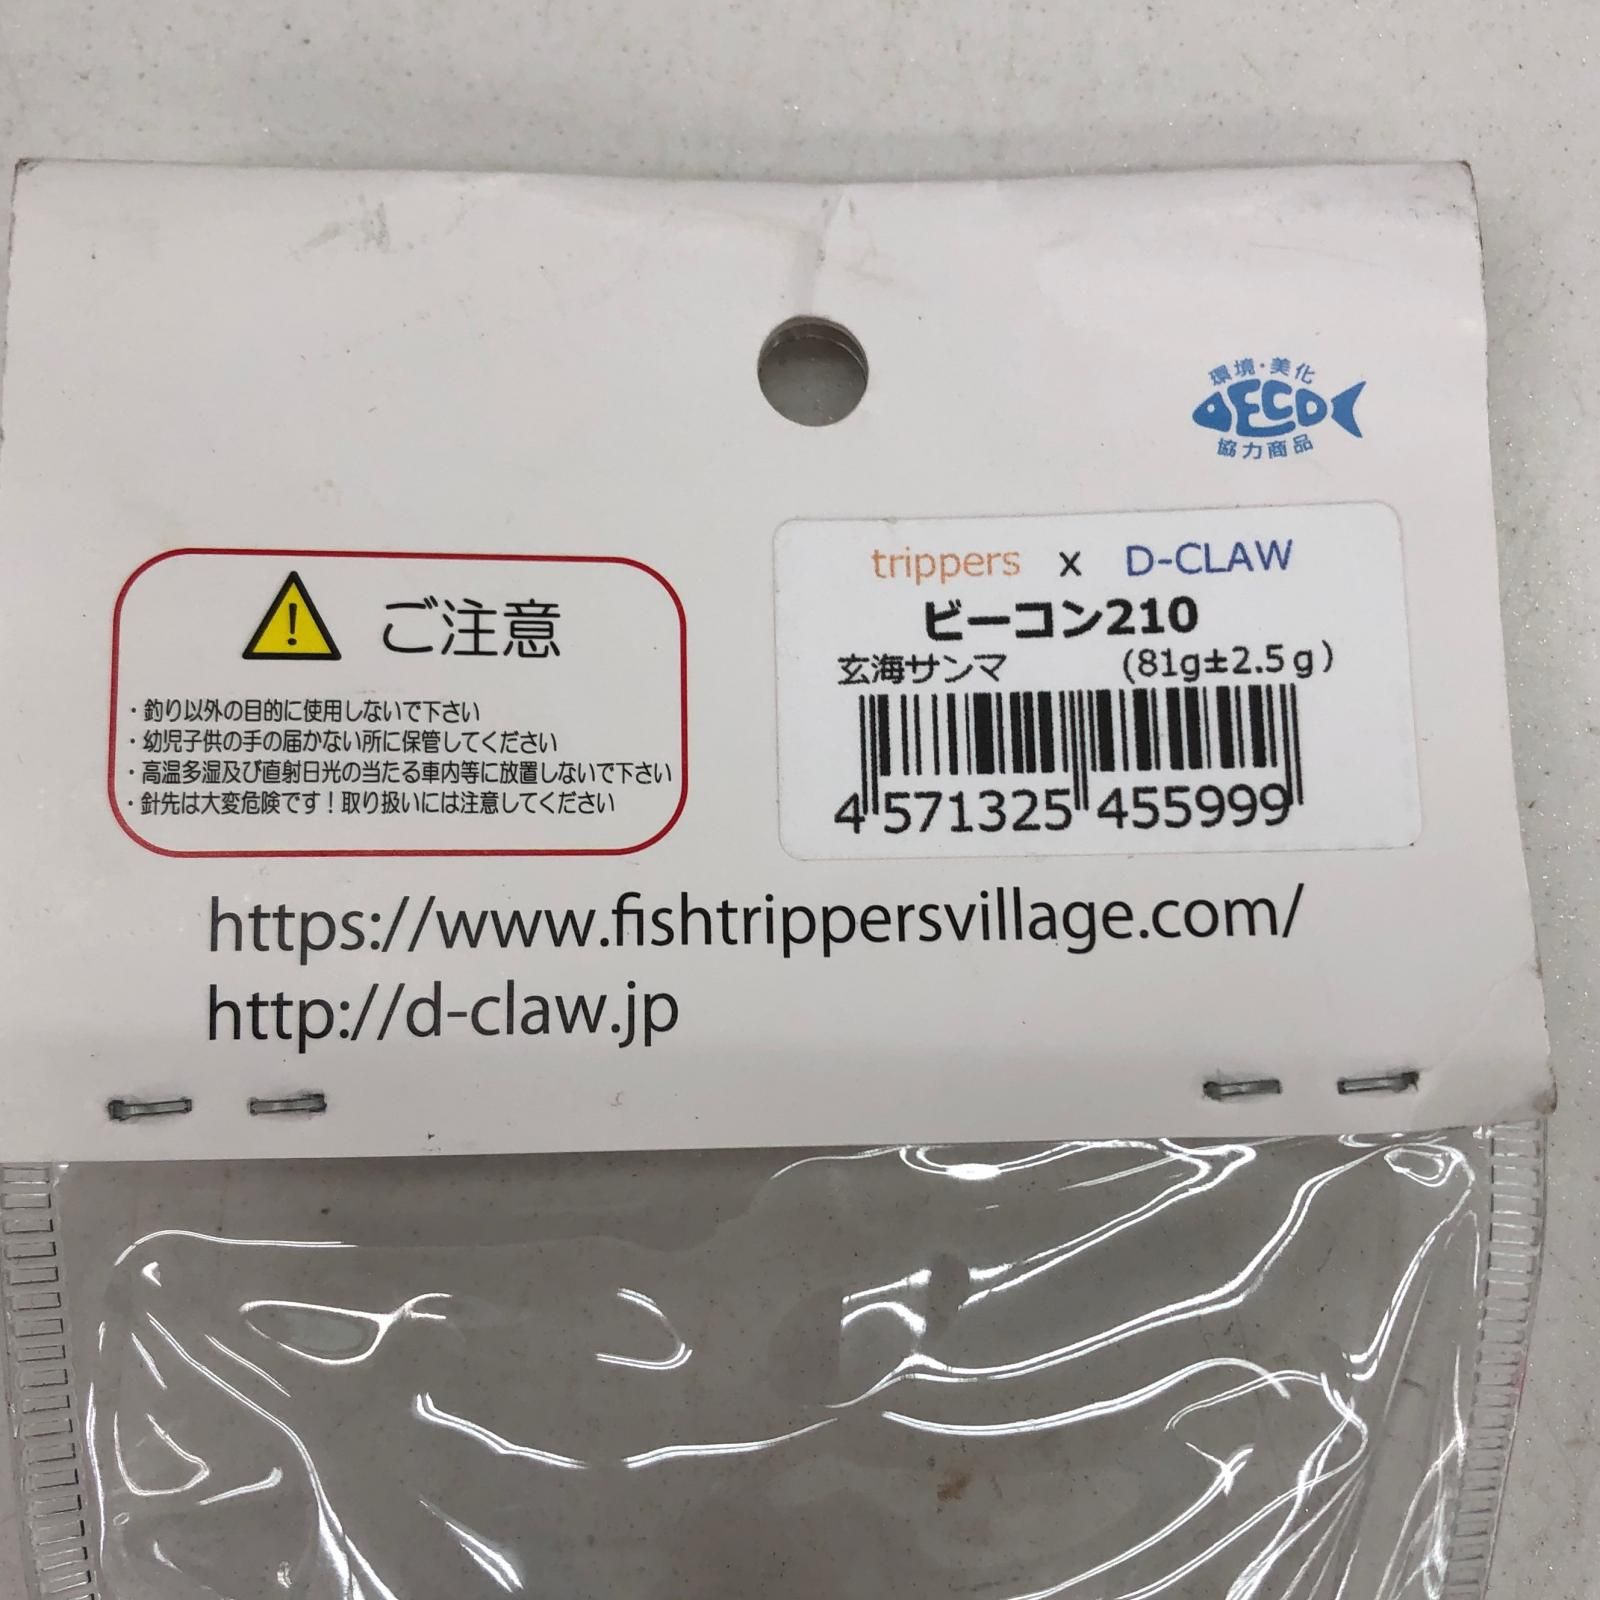 環境・美化
ECO
協力商品
trippers x D-CLAW
ビーコン210
玄海サンマ (81g±2.5g)
4 571325 455999
ご注意
・釣り以外の目的に使用しないで下さい
・幼児子供の手の届かない所に保管してください
・高温多湿及び直射日光の当たる車内等に放置しないで下さい
・針先は大変危険です！取り扱いには注意してください
https://www.fishtrippersvillage.com/
http://d-claw.jp